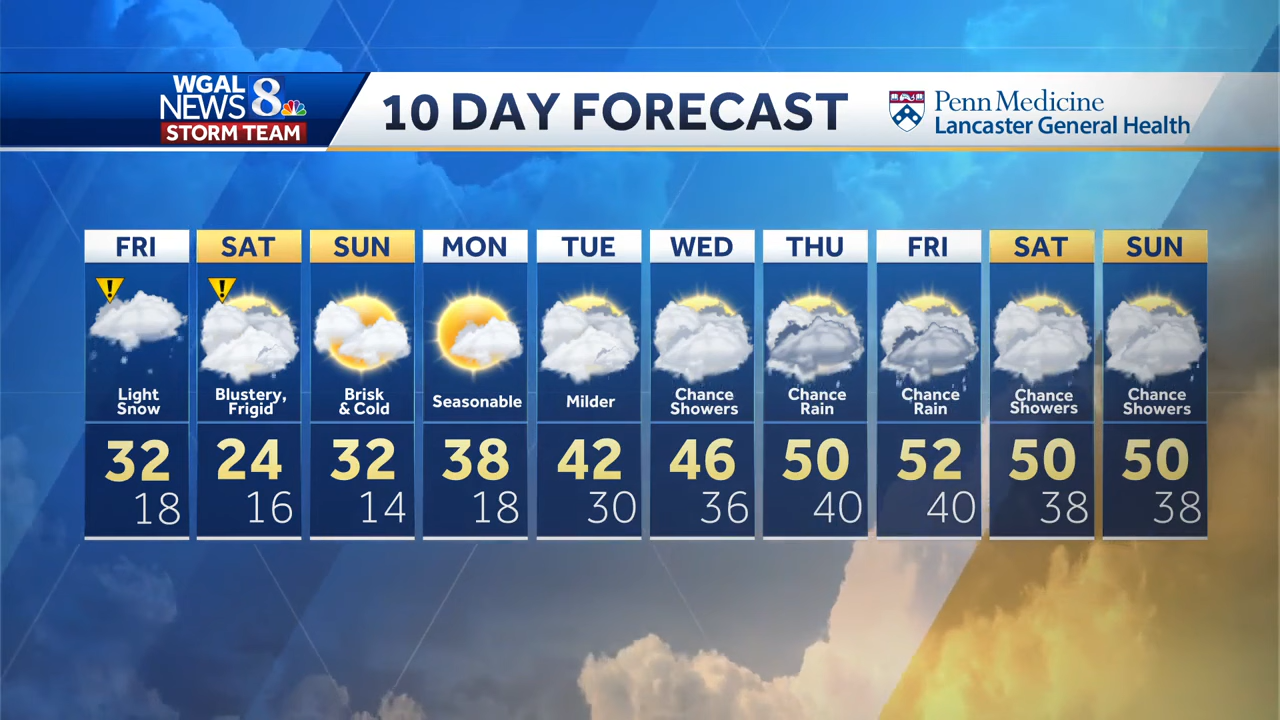 WGAL
NEWS 8
STORM TEAM
10 DAY FORECAST
Penn Medicine
Lancaster General Health
FRI SAT SUN MON TUE WED THU FRI SAT SUN
! !
Light Snow
Blustery, Frigid
Brisk & Cold
Seasonable
Milder
Chance Showers
Chance Rain
Chance Rain
Chance Showers
Chance Showers
32 24 32 38 42 46 50 52 50 50
18 16 14 18 30 36 40 40 38 38